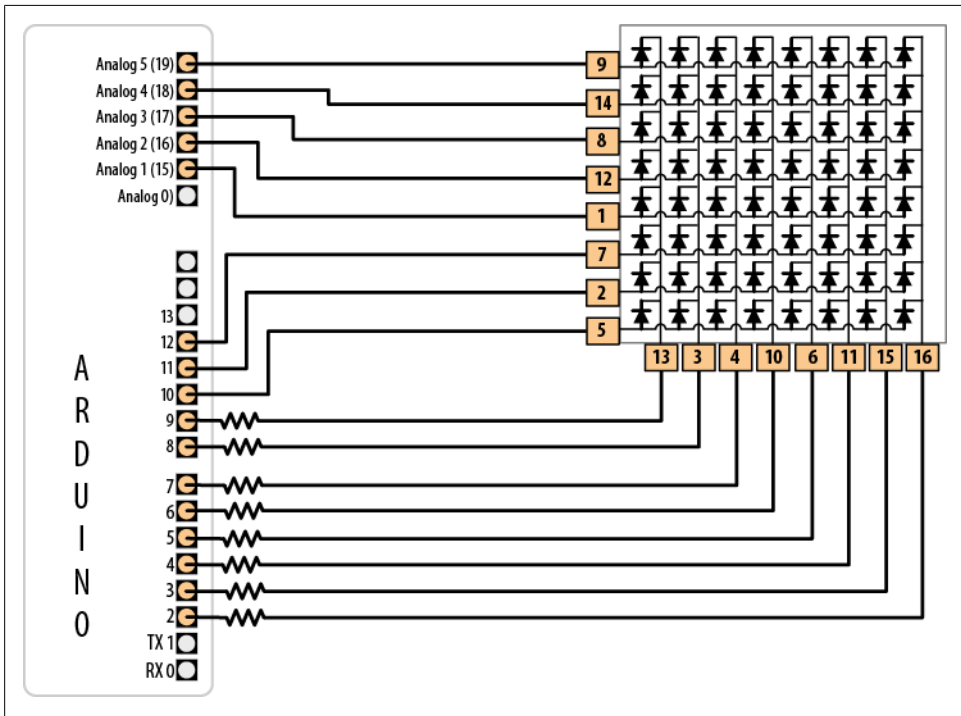 Analog 5 (19)
Analog 4 (18)
Analog 3 (17)
Analog 2 (16)
Analog 1 (15)
Analog 0)
13
12
11
10
9
8
7
6
5
4
3
2
TX 1
RX 0
ARDUINO
9
14
8
12
1
7
2
5
13 3 4 10 6 11 15 16